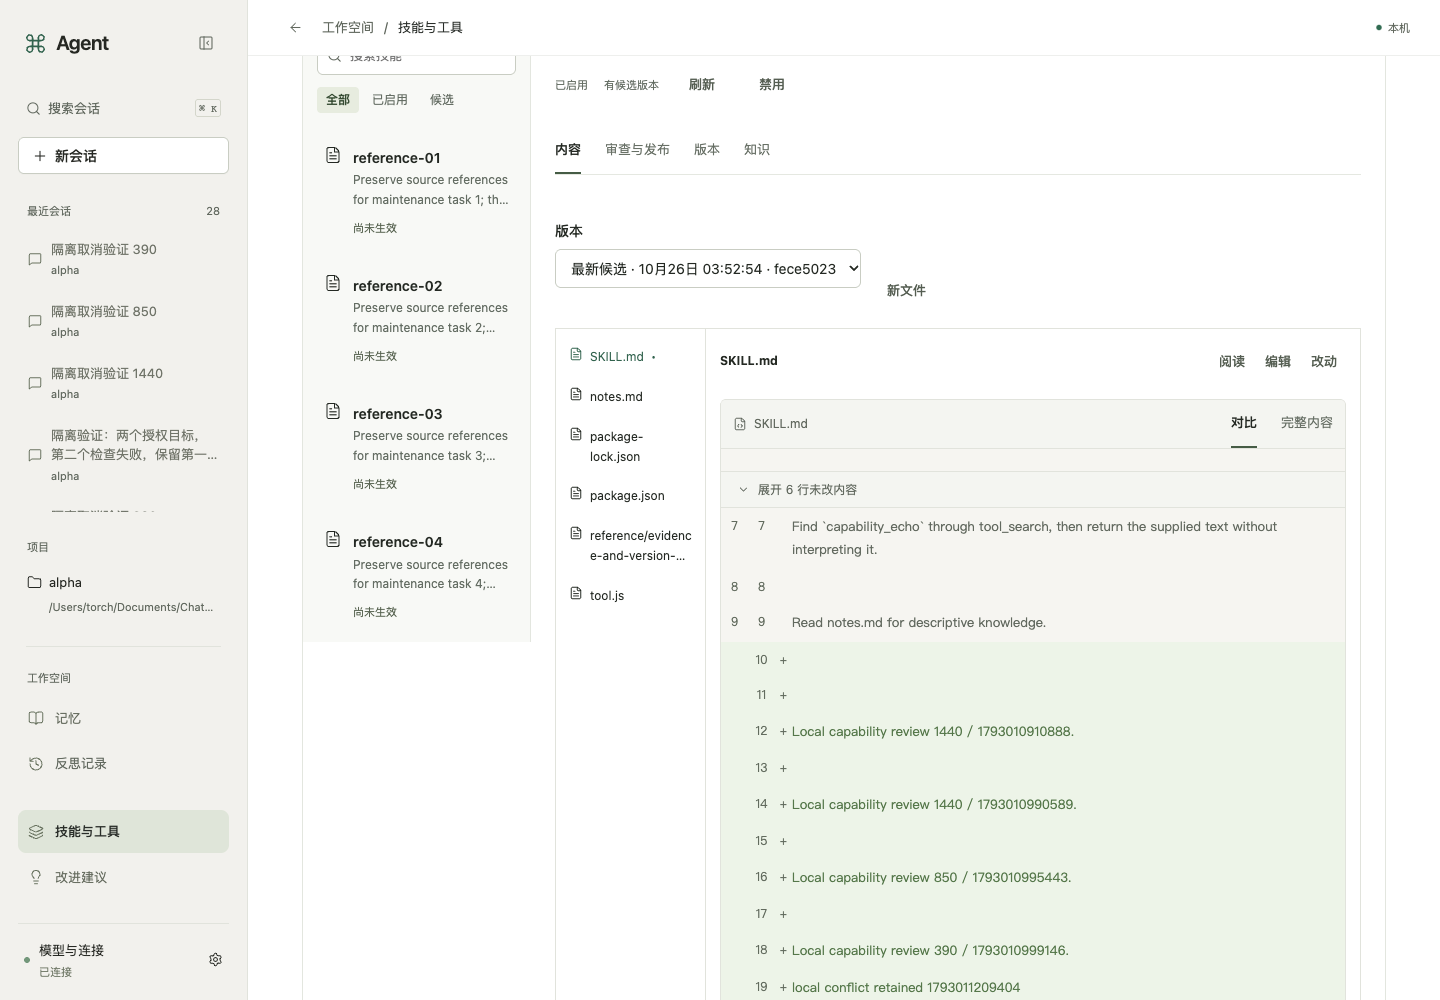 Agent
搜索会话
⌘ K
新会话
最近会话 28
隔离取消验证 390
alpha
隔离取消验证 850
alpha
隔离取消验证 1440
alpha
隔离验证：两个授权目标，
第二个检查失败，保留第一...
alpha
项目
alpha
/Users/torch/Documents/Chat...
工作空间
记忆
反思记录
技能与工具
改进建议
模型与连接
已连接
工作空间 / 技能与工具
本机
搜索技能
全部 已启用 候选
reference-01
Preserve source references
for maintenance task 1; th...
尚未生效
reference-02
Preserve source references
for maintenance task 2;...
尚未生效
reference-03
Preserve source references
for maintenance task 3;...
尚未生效
reference-04
Preserve source references
for maintenance task 4;...
尚未生效
已启用 有候选版本 刷新 禁用
内容 审查与发布 版本 知识
版本
最新候选 · 10月26日 03:52:54 · fece5023
新文件
SKILL.md •
notes.md
package-
lock.json
package.json
reference/evidenc
e-and-version-...
tool.js
SKILL.md 阅读 编辑 改动
SKILL.md 对比 完整内容
展开 6 行未改内容
7 7 Find `capability_echo` through tool_search, then return the supplied text without
interpreting it.
8 8
9 9 Read notes.md for descriptive knowledge.
10 +
11 +
12 + Local capability review 1440 / 1793010910888.
13 +
14 + Local capability review 1440 / 1793010990589.
15 +
16 + Local capability review 850 / 1793010995443.
17 +
18 + Local capability review 390 / 1793010999146.
19 + local conflict retained 1793011209404